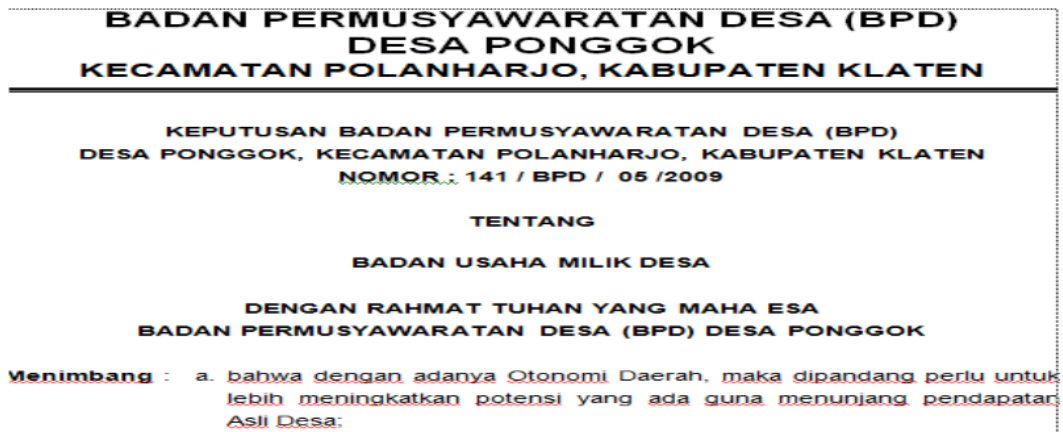 BADAN PERMUSYAWARATAN DESA (BPD)
DESA PONGGOK
KECAMATAN POLANHARJO, KABUPATEN KLATEN
KEPUTUSAN BADAN PERMUSYAWARATAN DESA (BPD)
DESA PONGGOK, KECAMATAN POLANHARJO, KABUPATEN KLATEN
NOMOR : 141 / BPD / 05 /2009
TENTANG
BADAN USAHA MILIK DESA
DENGAN RAHMAT TUHAN YANG MAHA ESA
BADAN PERMUSYAWARATAN DESA (BPD) DESA PONGGOK
Menimbang : a. bahwa dengan adanya Otonomi Daerah, maka dipandang perlu untuk
lebih meningkatkan potensi yang ada guna menunjang pendapatan
Asli Desa;